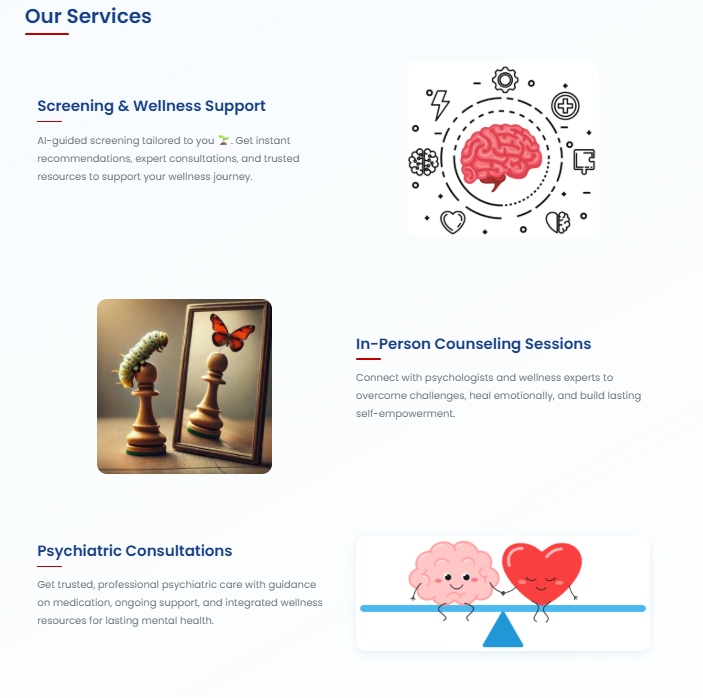 Our Services
Screening & Wellness Support
AI-guided screening tailored to you 🌱. Get instant
recommendations, expert consultations, and trusted
resources to support your wellness journey.
In-Person Counseling Sessions
Connect with psychologists and wellness experts to
overcome challenges, heal emotionally, and build lasting
self-empowerment.
Psychiatric Consultations
Get trusted, professional psychiatric care with guidance
on medication, ongoing support, and integrated wellness
resources for lasting mental health.